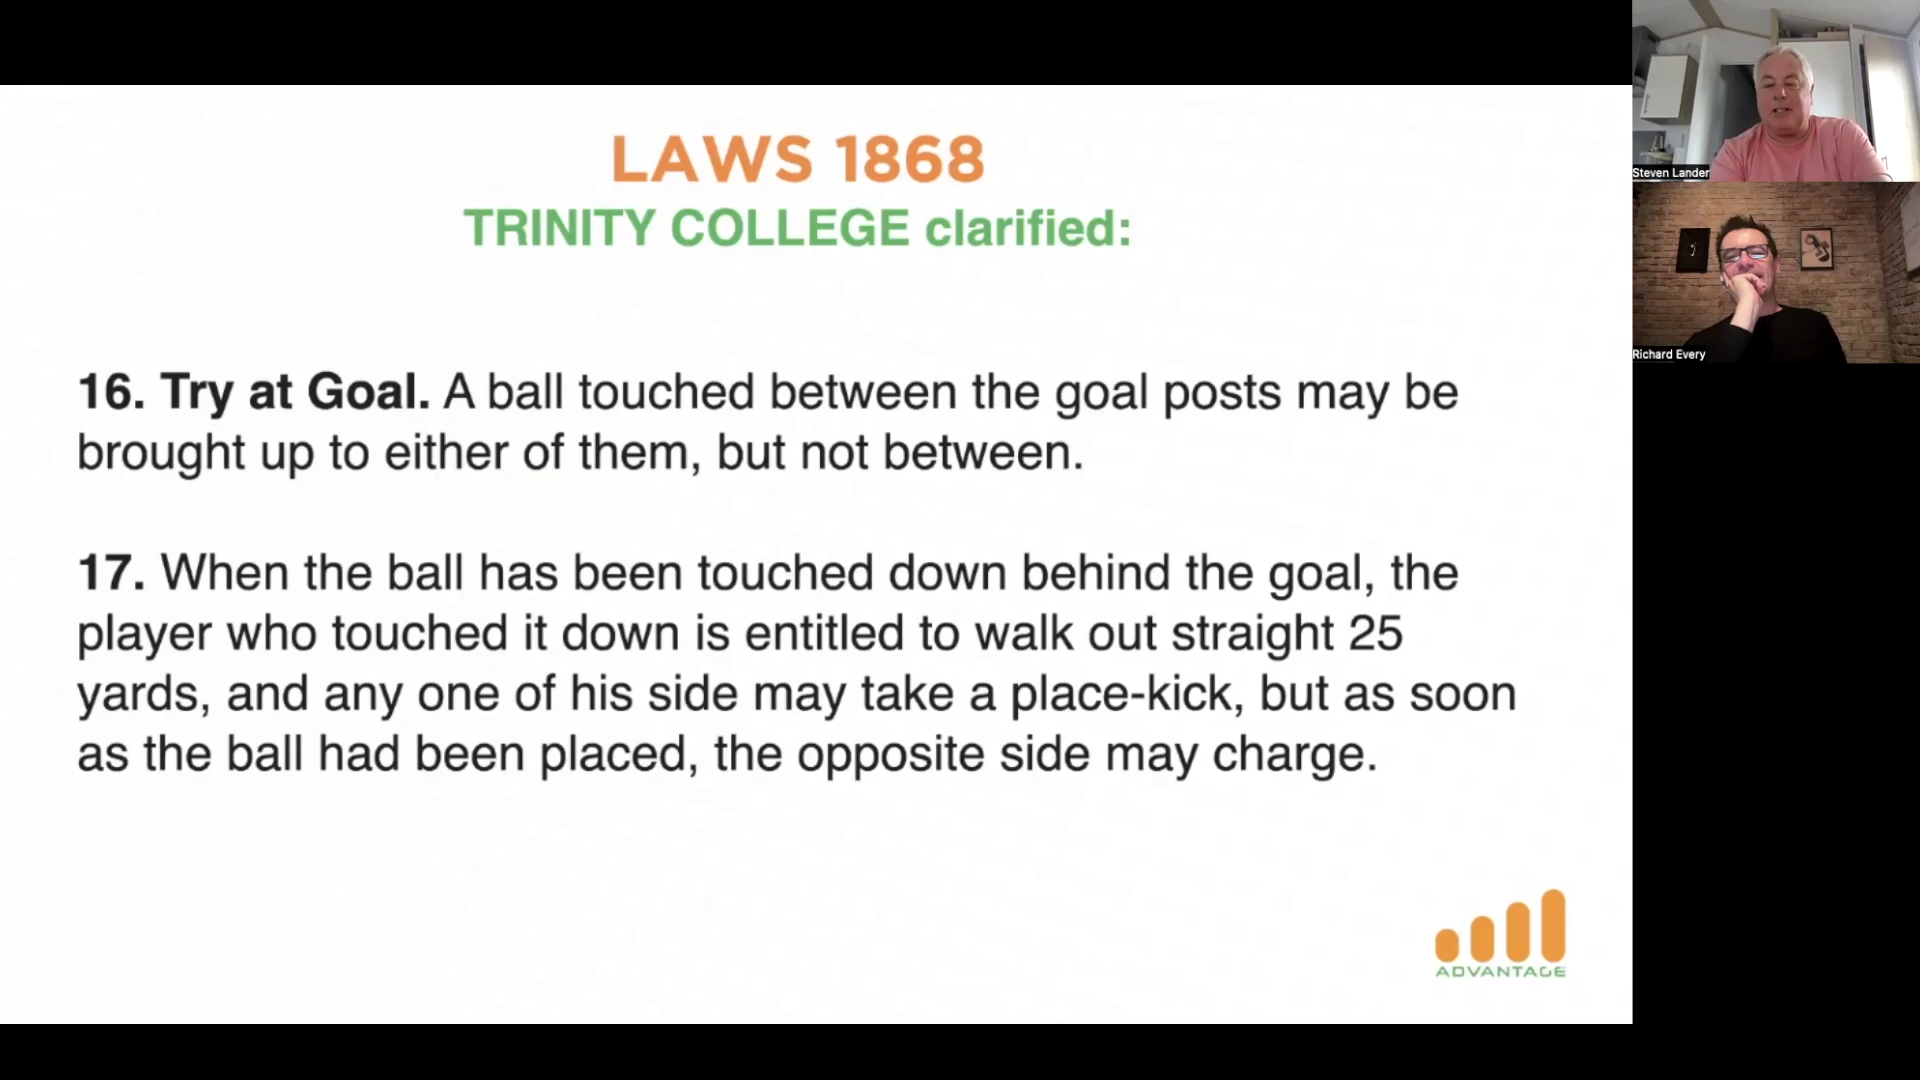 LAWS 1868
TRINITY COLLEGE clarified:
16. Try at Goal. A ball touched between the goal posts may be
brought up to either of them, but not between.
17. When the ball has been touched down behind the goal, the
player who touched it down is entitled to walk out straight 25
yards, and any one of his side may take a place-kick, but as soon
as the ball had been placed, the opposite side may charge.
ADVANTAGE
Steven Lander
Richard Every